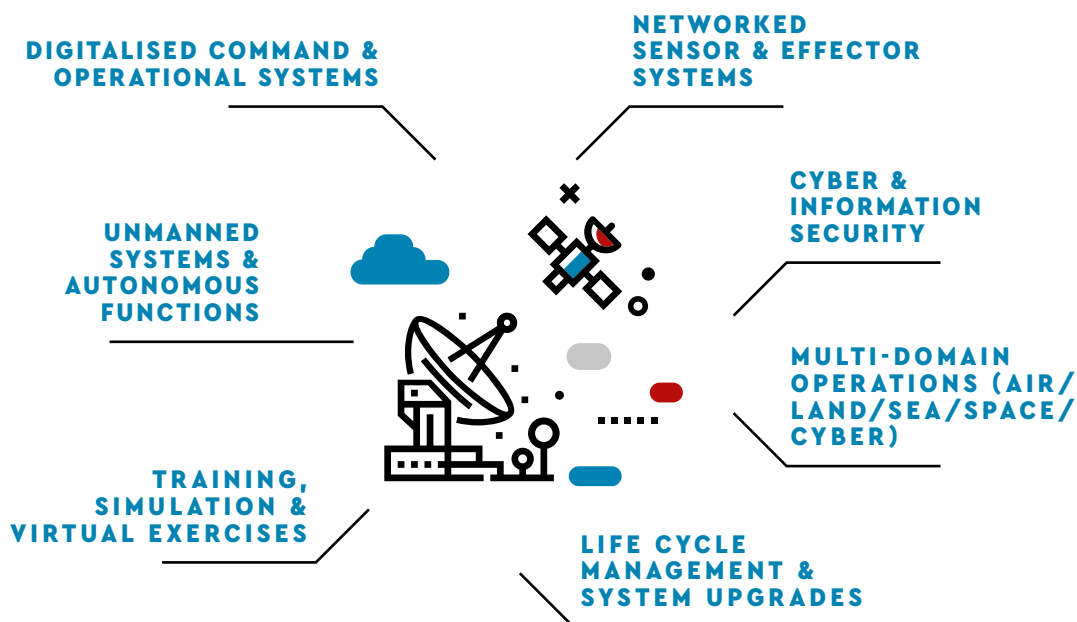 DIGITALISED COMMAND &
OPERATIONAL SYSTEMS
NETWORKED
SENSOR & EFFECTOR
SYSTEMS
UNMANNED
SYSTEMS &
AUTONOMOUS
FUNCTIONS
CYBER &
INFORMATION
SECURITY
MULTI-DOMAIN
OPERATIONS (AIR/
LAND/SEA/SPACE/
CYBER)
TRAINING,
SIMULATION &
VIRTUAL EXERCISES
LIFE CYCLE
MANAGEMENT &
SYSTEM UPGRADES